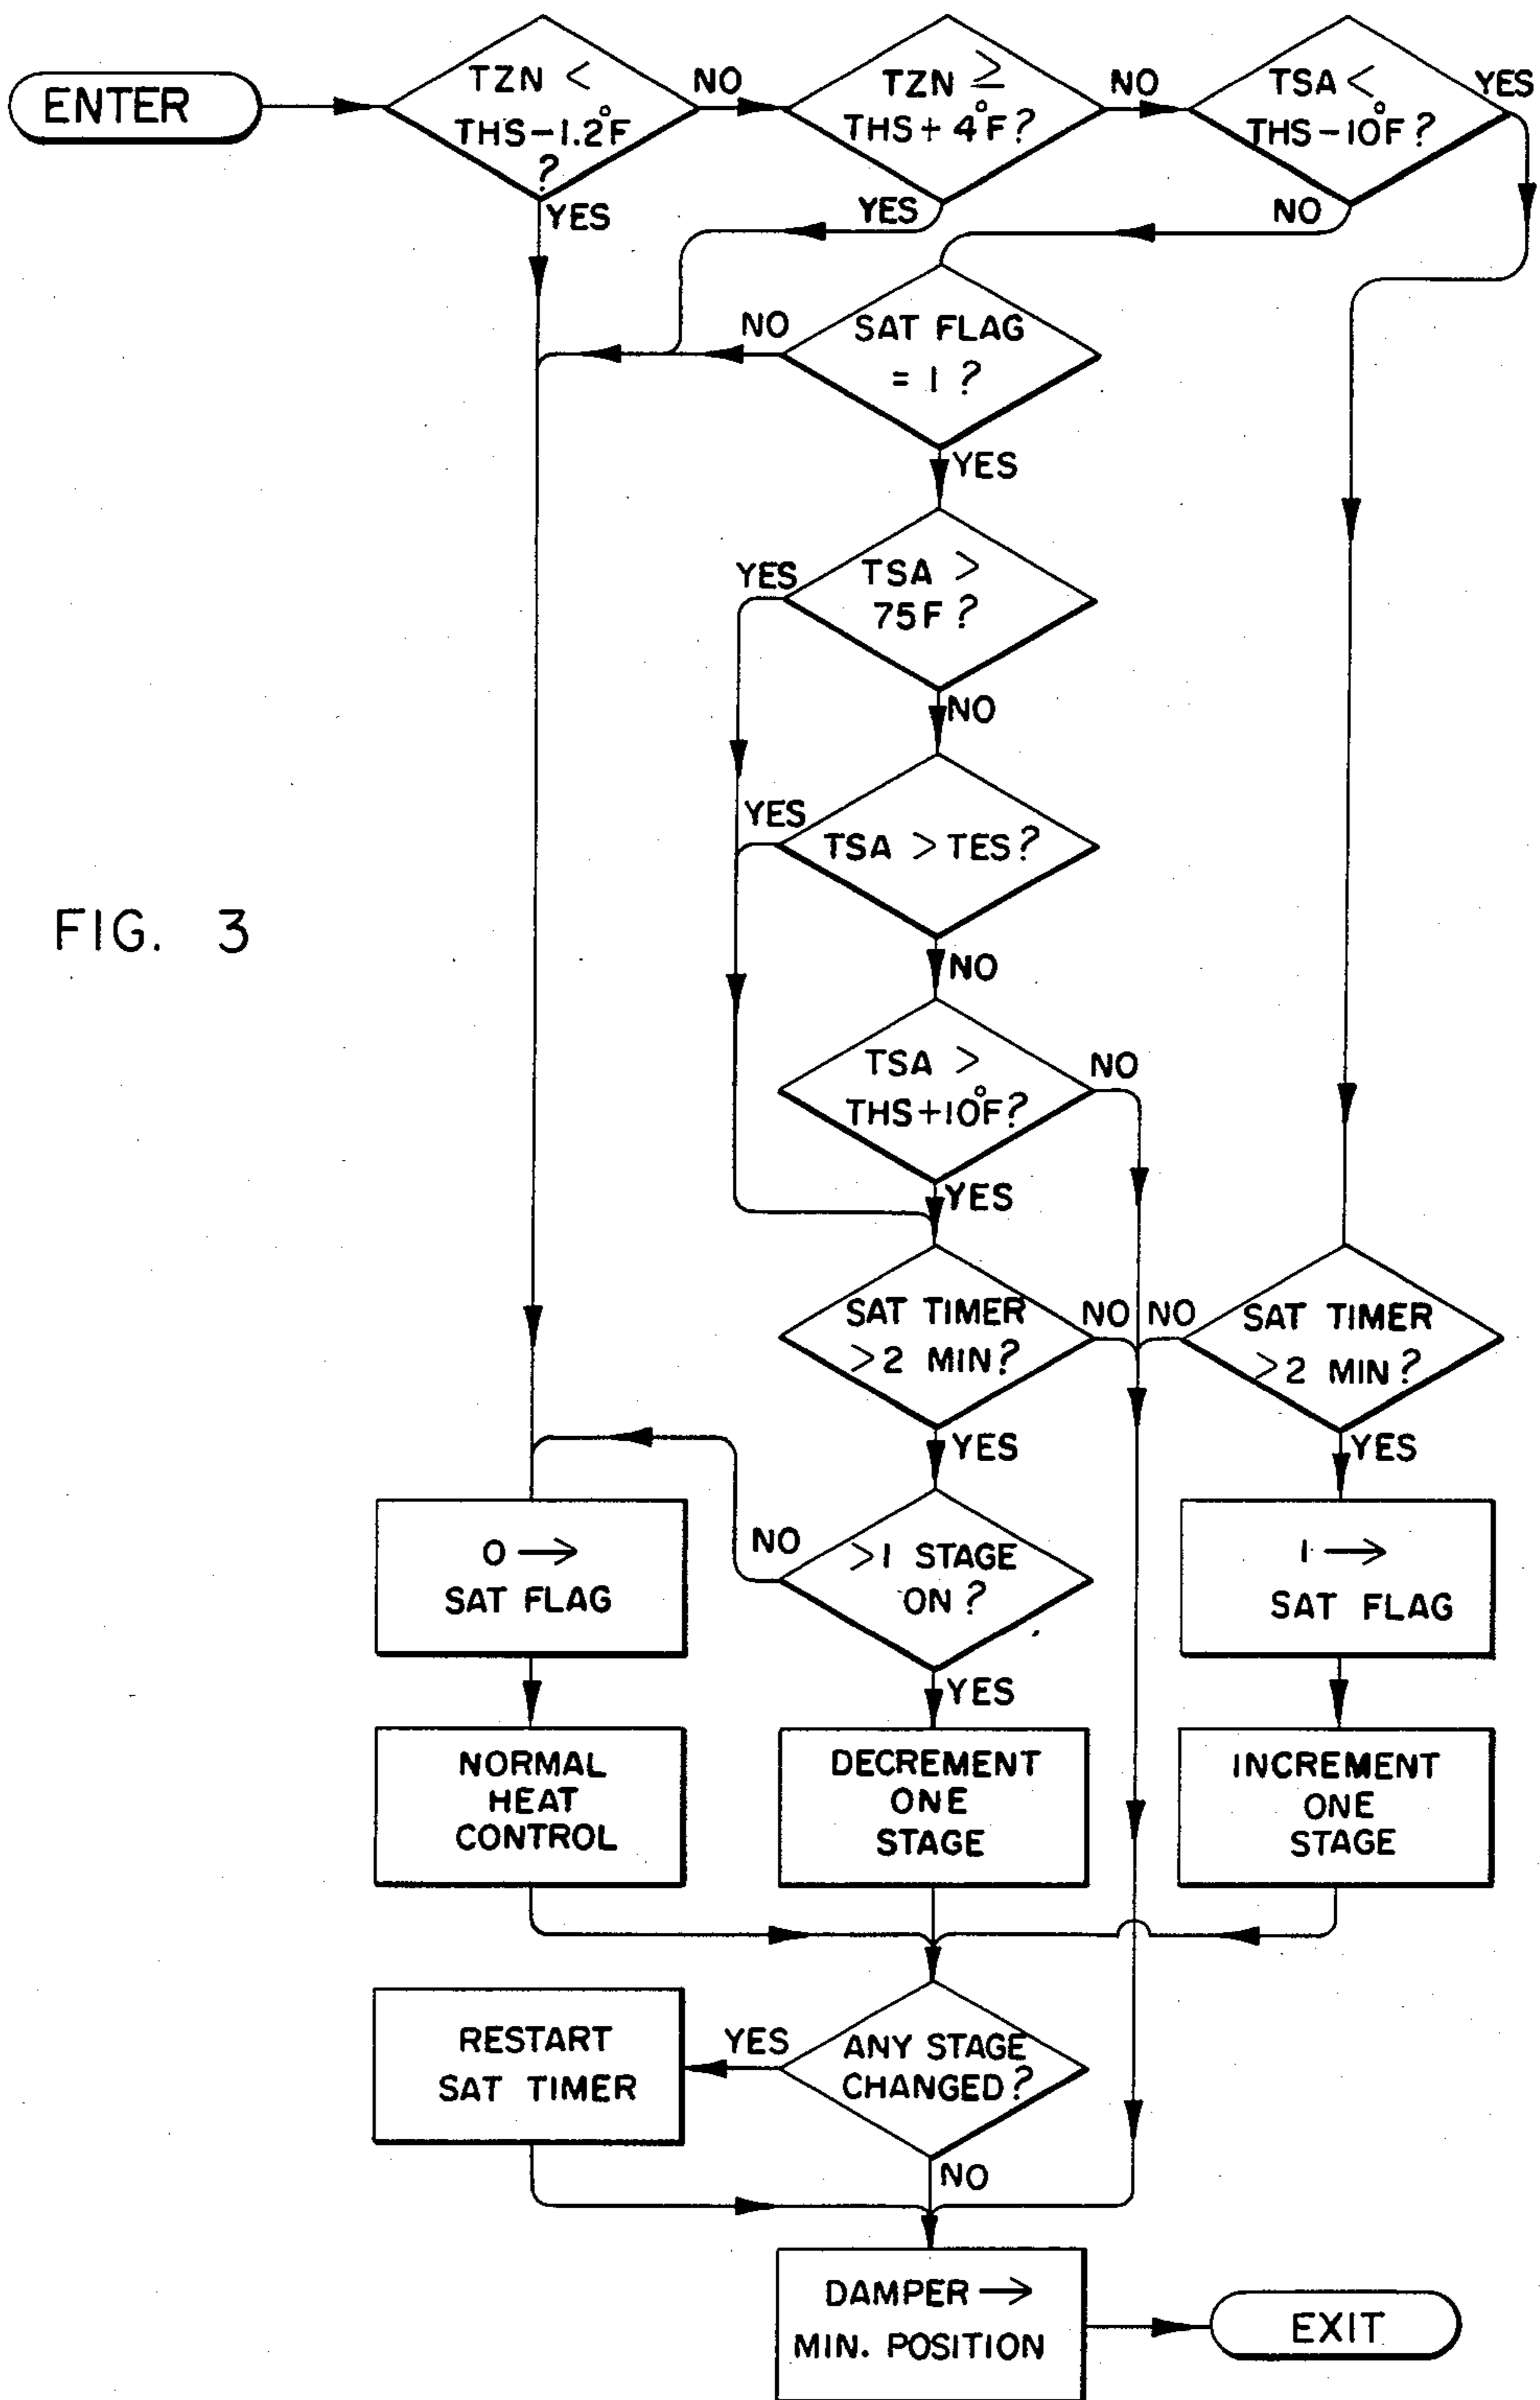 ENTER
TZN <
THS-1.2°F
?
NO
TZN ≥
THS+4°F?
NO
TSA <
THS-10°F?
YES
YES
YES
NO
NO
SAT FLAG
= 1 ?
YES
YES
TSA >
75F ?
NO
YES
TSA > TES?
FIG. 3
NO
TSA >
THS+10°F?
NO
YES
SAT TIMER
>2 MIN?
NO
NO
SAT TIMER
>2 MIN?
YES
YES
0 →
SAT FLAG
NO
>1 STAGE
ON ?
1 →
SAT FLAG
YES
NORMAL
HEAT
CONTROL
DECREMENT
ONE
STAGE
INCREMENT
ONE
STAGE
RESTART
SAT TIMER
YES
ANY STAGE
CHANGED?
NO
DAMPER →
MIN. POSITION
EXIT